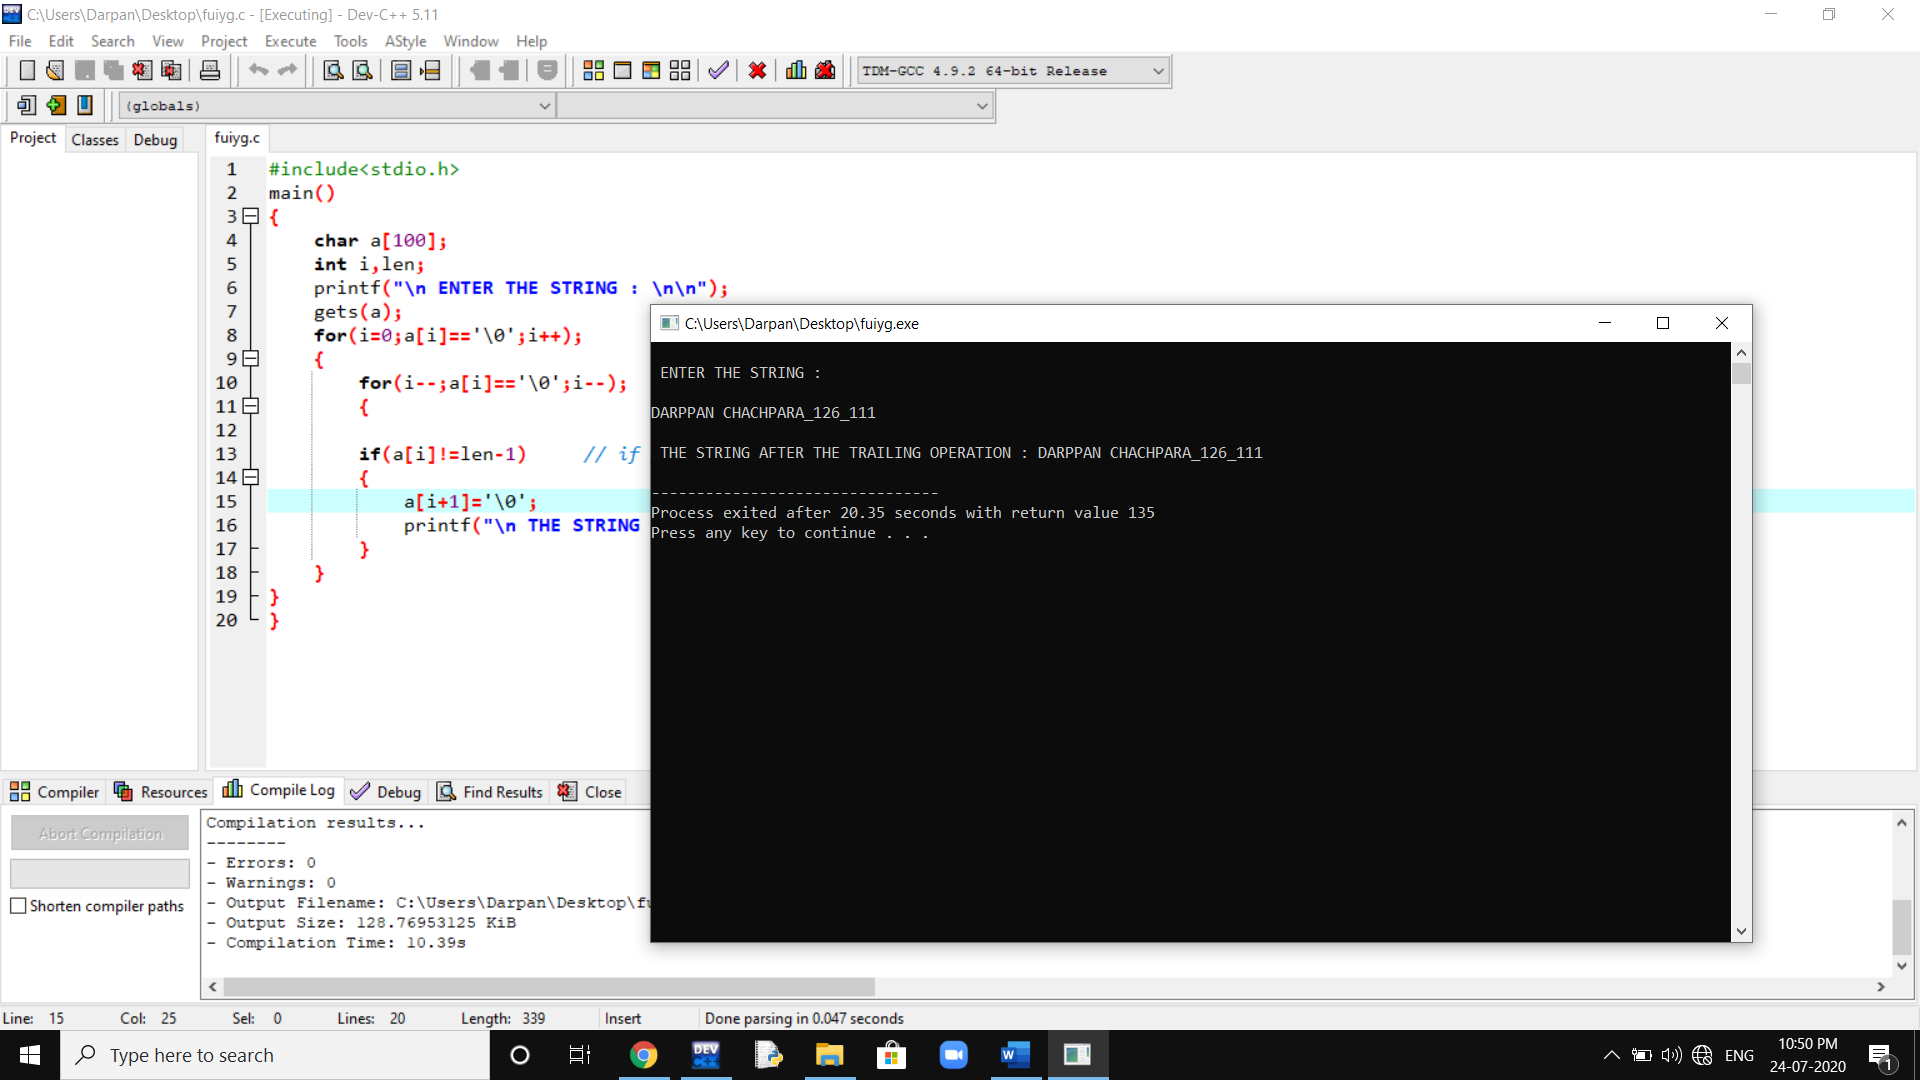 C:\Users\Darpan\Desktop\fuiyg.c - [Executing] - Dev-C++ 5.11
File Edit Search View Project Execute Tools AStyle Window Help
TDM-GCC 4.9.2 64-bit Release
(globals)
Project Classes Debug
fuiyg.c
1 #include<stdio.h>
2 main()
3 {
4 char a[100];
5 int i,len;
6 printf("\n ENTER THE STRING : \n\n");
7 gets(a);
8 for(i=0;a[i]=='\0';i++);
9 {
10 for(i--;a[i]=='\0';i--);
11 {
12
13 if(a[i]!=len-1) // if
14 {
15 a[i+1]='\0';
16 printf("\n THE STRING
17 }
18 }
19 }
20 }
C:\Users\Darpan\Desktop\fuiyg.exe
ENTER THE STRING :
DARPPAN CHACHPARA_126_111
THE STRING AFTER THE TRAILING OPERATION : DARPPAN CHACHPARA_126_111
--------------------------------
Process exited after 20.35 seconds with return value 135
Press any key to continue . . .
Compiler Resources Compile Log Debug Find Results Close
Abort Compilation
Shorten compiler paths
Compilation results...
--------
- Errors: 0
- Warnings: 0
- Output Filename: C:\Users\Darpan\Desktop\fu
- Output Size: 128.76953125 KiB
- Compilation Time: 10.39s
Line: 15 Col: 25 Sel: 0 Lines: 20 Length: 339 Insert Done parsing in 0.047 seconds
Type here to search
DEV
ENG
10:50 PM
24-07-2020
1